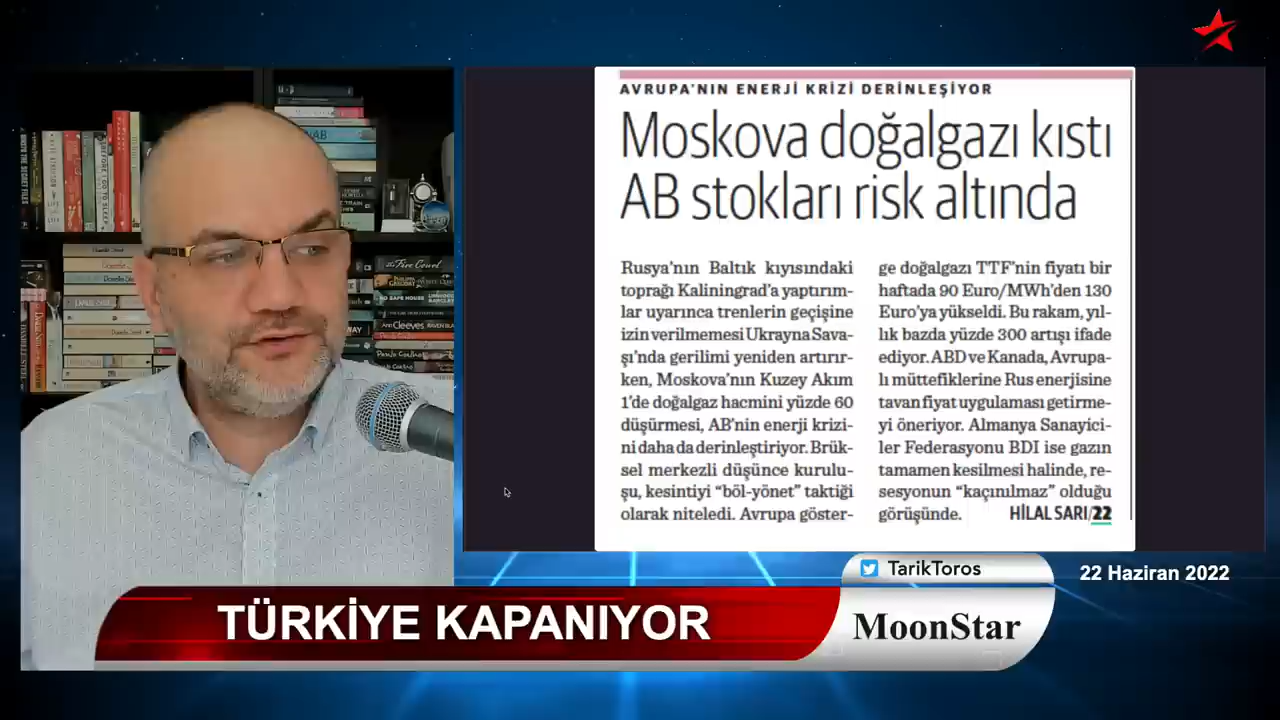 AVRUPA'NIN ENERJİ KRİZİ DERİNLEŞİYOR
Moskova doğalgazı kıstı
AB stokları risk altında
Rusya'nın Baltık kıyısındaki
toprağı Kaliningrad'a yaptırım-
lar uyarınca trenlerin geçişine
izin verilmemesi Ukrayna Sava-
şı'nda gerilimi yeniden artırır-
ken, Moskova'nın Kuzey Akım
1'de doğalgaz hacmini yüzde 60
düşürmesi, AB'nin enerji krizi-
ni daha da derinleştiriyor. Brük-
sel merkezli düşünce kurulu-
şu, kesintiyi “böl-yönet” taktiği
olarak niteledi. Avrupa göster-
ge doğalgazı TTF'nin fiyatı bir
haftada 90 Euro/MWh'den 130
Euro'ya yükseldi. Bu rakam, yıl-
lık bazda yüzde 300 artışı ifade
ediyor. ABD ve Kanada, Avrupa-
lı müttefiklerine Rus enerjisine
tavan fiyat uygulaması getirme-
yi öneriyor. Almanya Sanayici-
ler Federasyonu BDI ise gazın
tamamen kesilmesi halinde, re-
sesyonun “kaçınılmaz” olduğu
görüşünde.
HİLAL SARI/22
TarikToros
22 Haziran 2022
TÜRKİYE KAPANIYOR
MoonStar